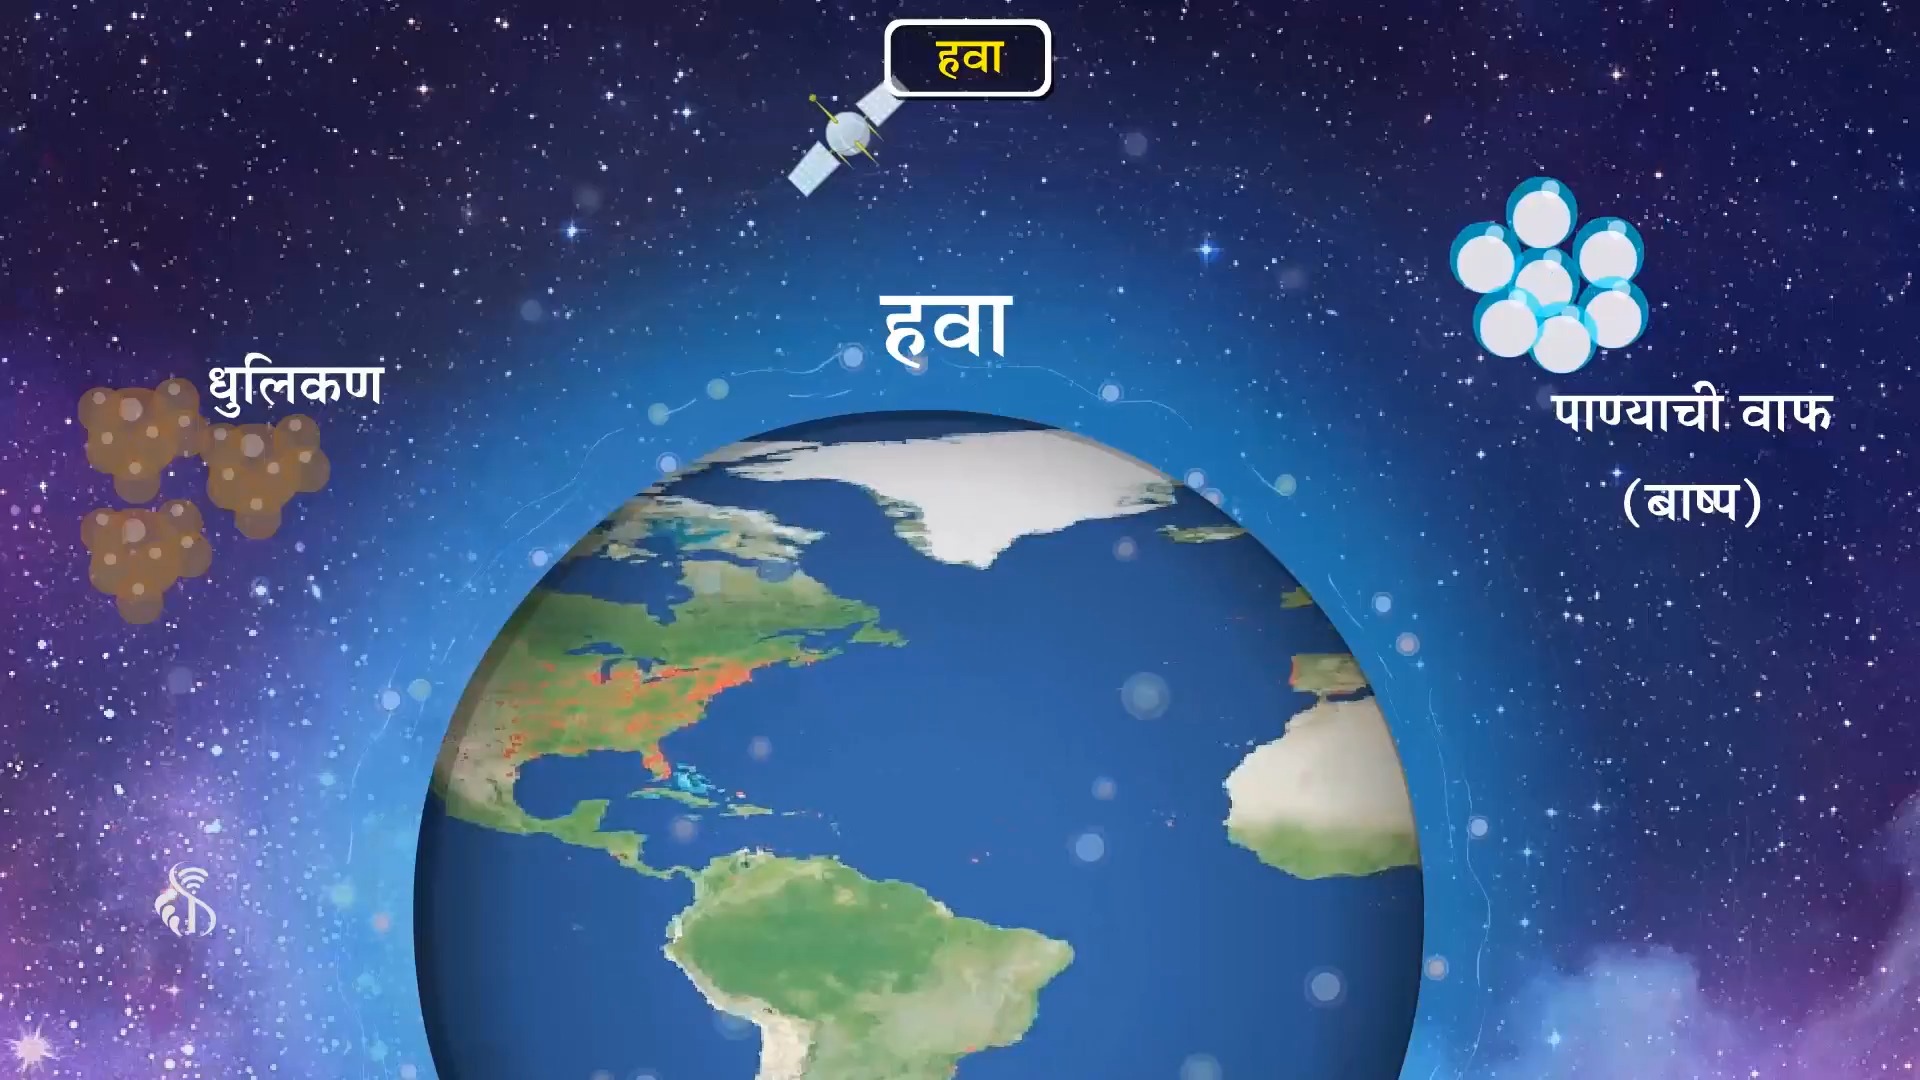 हवा
हवा
धुलिकण
पाण्याची वाफ
(बाष्प)